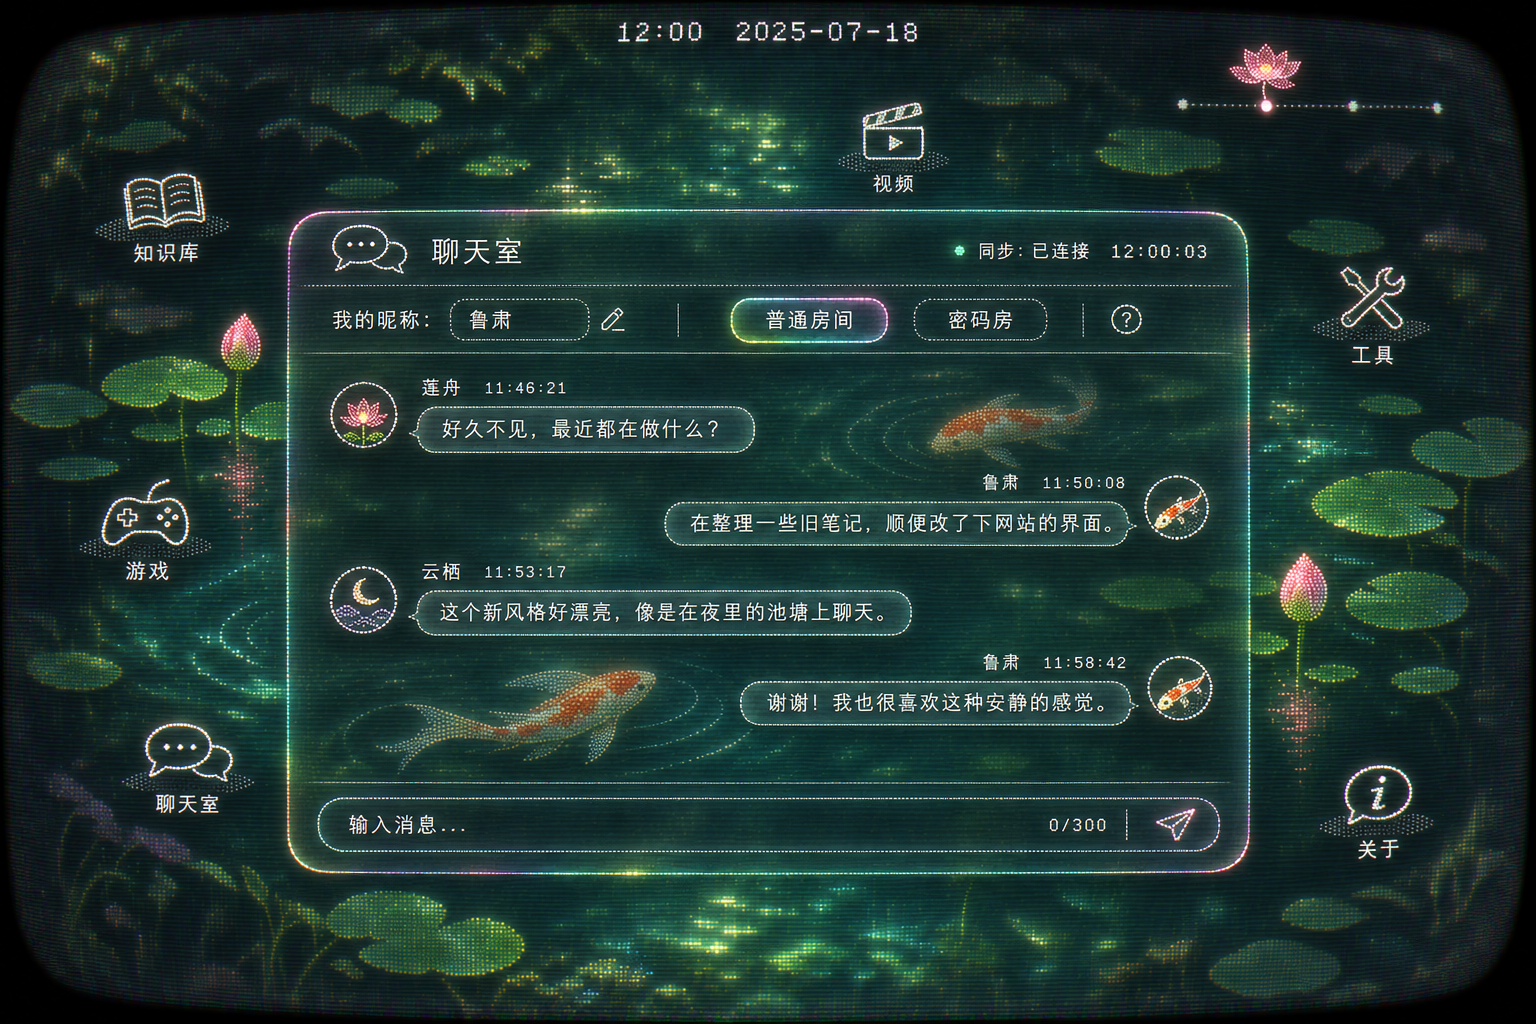 12:00 2025-07-18
视频
知识库
聊天室
同步: 已连接 12:00:03
工具
我的昵称:
鲁肃
普通房间
密码房
?
莲舟 11:46:21
好久不见，最近都在做什么？
鲁肃 11:50:08
在整理一些旧笔记，顺便改了下网站的界面。
游戏
云栖 11:53:17
这个新风格好漂亮，像是在夜里的池塘上聊天。
鲁肃 11:58:42
谢谢！我也很喜欢这种安静的感觉。
聊天室
输入消息...
0/300
i
关于